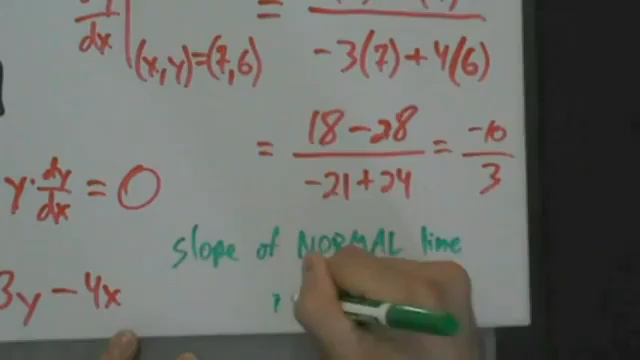 dy/dx |(x,y)=(7,6) =
-3(7)+4(6)
= 18-28 / -21+24 = -10/3
y·dy/dx = 0
slope of NORMAL line
3y-4x